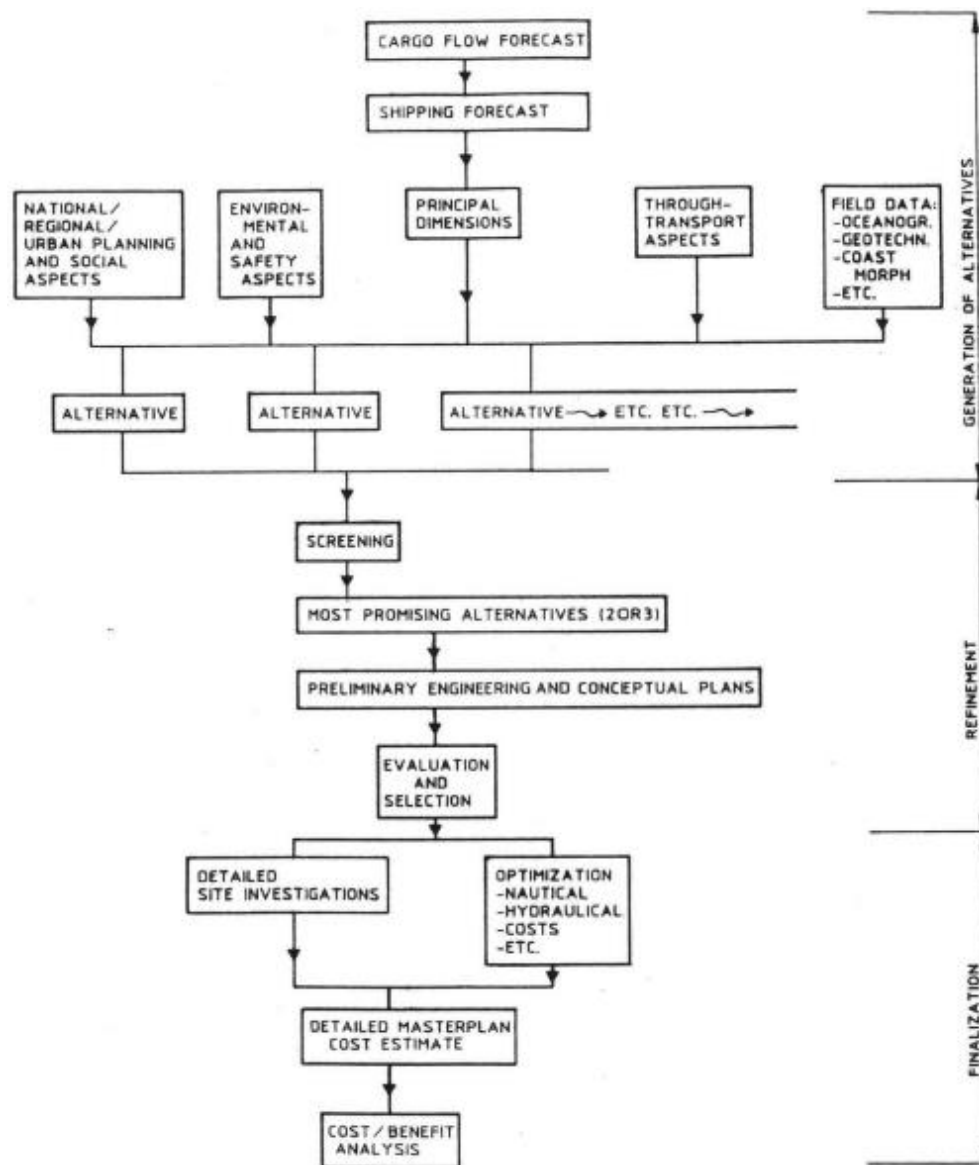 CARGO FLOW FORECAST
SHIPPING FORECAST
NATIONAL/
REGIONAL/
URBAN PLANNING
AND SOCIAL
ASPECTS
ENVIRON-
MENTAL
AND
SAFETY
ASPECTS
PRINCIPAL
DIMENSIONS
THROUGH-
TRANSPORT
ASPECTS
FIELD DATA:
-OCEANOGR.
-GEOTECHN.
-COAST
MORPH
-ETC.
GENERATION OF ALTERNATIVES
ALTERNATIVE
ALTERNATIVE
ALTERNATIVE ETC. ETC.
SCREENING
MOST PROMISING ALTERNATIVES (2OR3)
PRELIMINARY ENGINEERING AND CONCEPTUAL PLANS
EVALUATION
AND
SELECTION
REFINEMENT
DETAILED
SITE INVESTIGATIONS
OPTIMIZATION
-NAUTICAL
-HYDRAULICAL
-COSTS
-ETC.
DETAILED MASTERPLAN
COST ESTIMATE
COST/BENEFIT
ANALYSIS
FINALIZATION